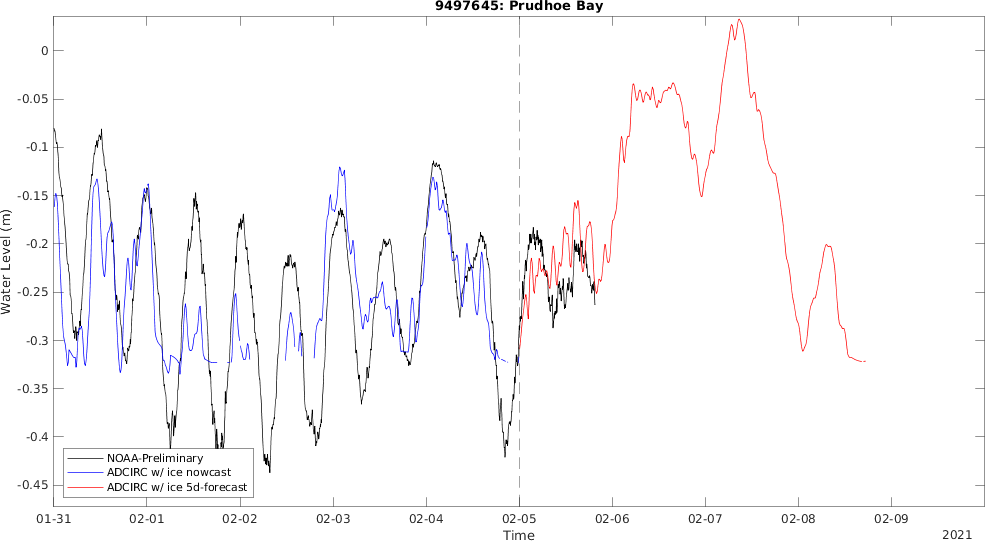 9497645: Prudhoe Bay
0
-0.05
-0.1
-0.15
-0.2
-0.25
-0.3
-0.35
-0.4
-0.45
Water Level (m)
NOAA-Preliminary
ADCIRC w/ ice nowcast
ADCIRC w/ ice 5d-forecast
01-31 02-01 02-02 02-03 02-04 02-05 02-06 02-07 02-08 02-09
Time
2021